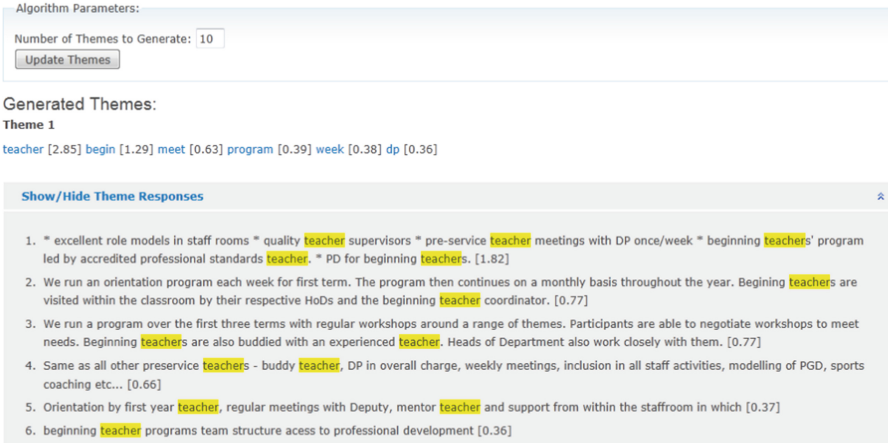 Algorithm Parameters:
Number of Themes to Generate: 10
Update Themes
Generated Themes:
Theme 1
teacher [2.85] begin [1.29] meet [0.63] program [0.39] week [0.38] dp [0.36]
Show/Hide Theme Responses
1. * excellent role models in staff rooms * quality teacher supervisors * pre-service teacher meetings with DP once/week * beginning teachers' program
led by accredited professional standards teacher. * PD for beginning teachers. [1.82]
2. We run an orientation program each week for first term. The program then continues on a monthly basis throughout the year. Begining teachers are
visited within the classroom by their respective HoDs and the beginning teacher coordinator. [0.77]
3. We run a program over the first three terms with regular workshops around a range of themes. Participants are able to negotiate workshops to meet
needs. Beginning teachers are also buddied with an experienced teacher. Heads of Department also work closely with them. [0.77]
4. Same as all other preservice teachers - buddy teacher, DP in overall charge, weekly meetings, inclusion in all staff activities, modelling of PGD, sports
coaching etc... [0.66]
5. Orientation by first year teacher, regular meetings with Deputy, mentor teacher and support from within the staffroom in which [0.37]
6. beginning teacher programs team structure acess to professional development [0.36]